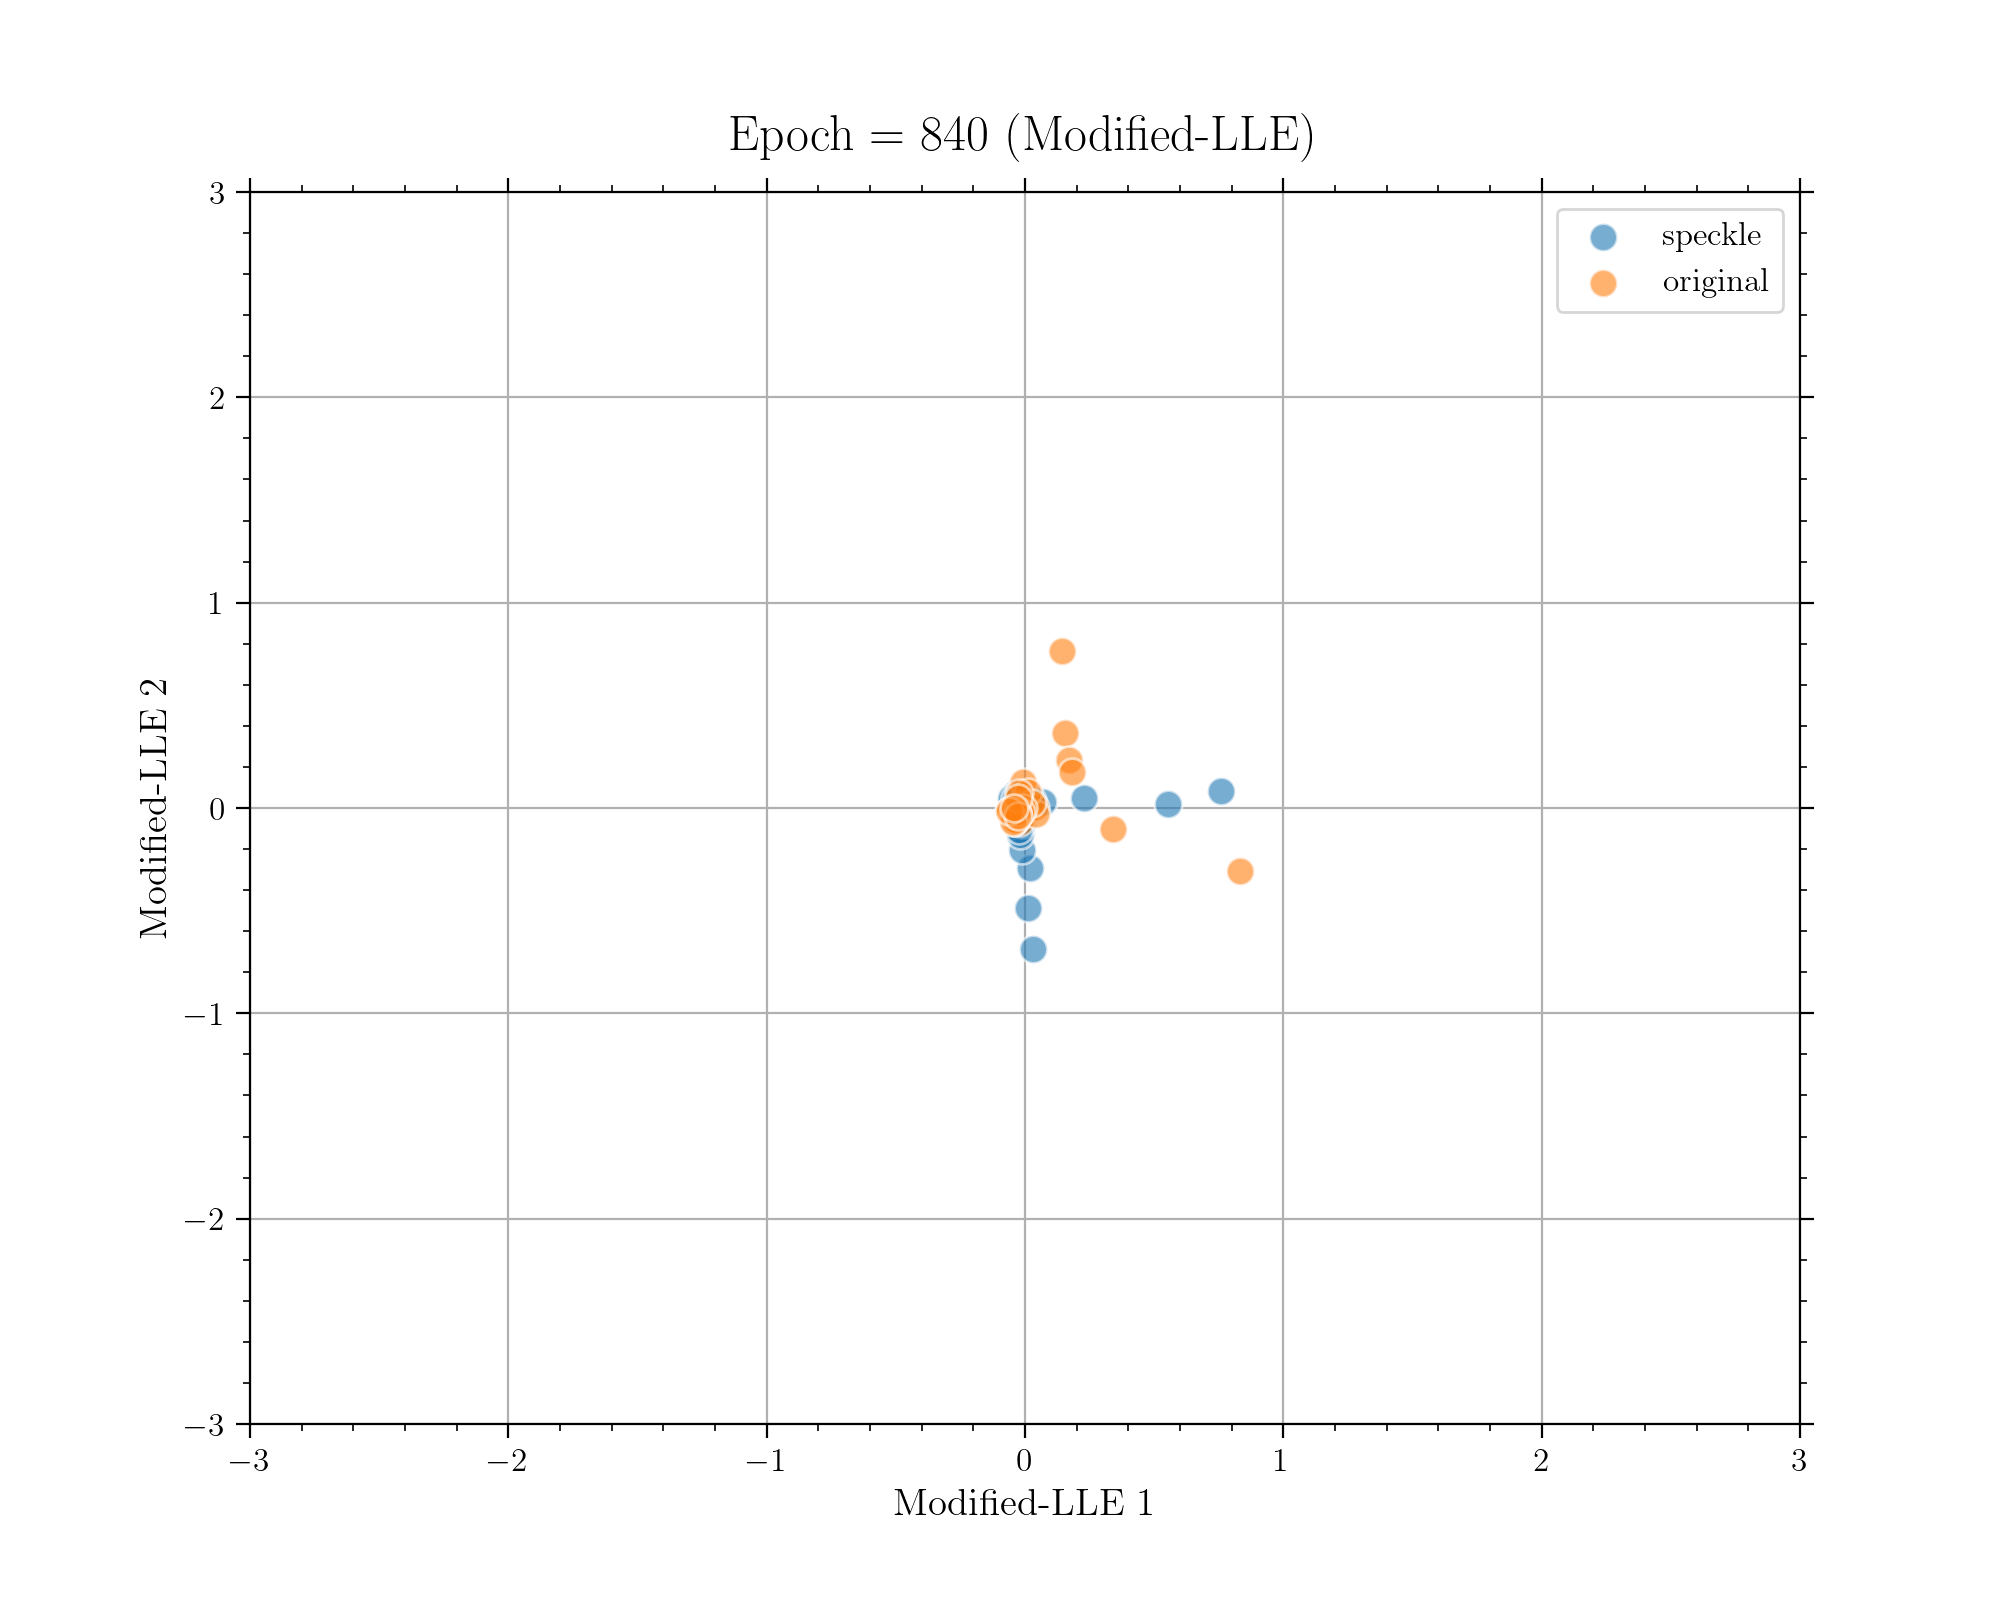 Epoch = 840 (Modified-LLE)
speckle
original
3
2
1
0
−1
−2
−3
Modified-LLE 2
−3 −2 −1 0 1 2 3
Modified-LLE 1